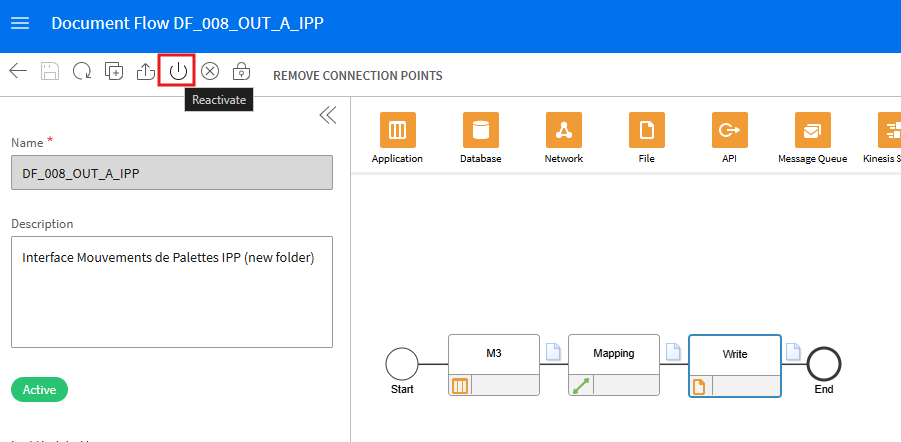 Document Flow DF_008_OUT_A_IPP
REMOVE CONNECTION POINTS
Reactivate
Name *
DF_008_OUT_A_IPP
Description
Interface Mouvements de Palettes IPP (new folder)
Active
Application
Database
Network
File
API
Message Queue
Kinesis S
M3
Mapping
Write
Start
End